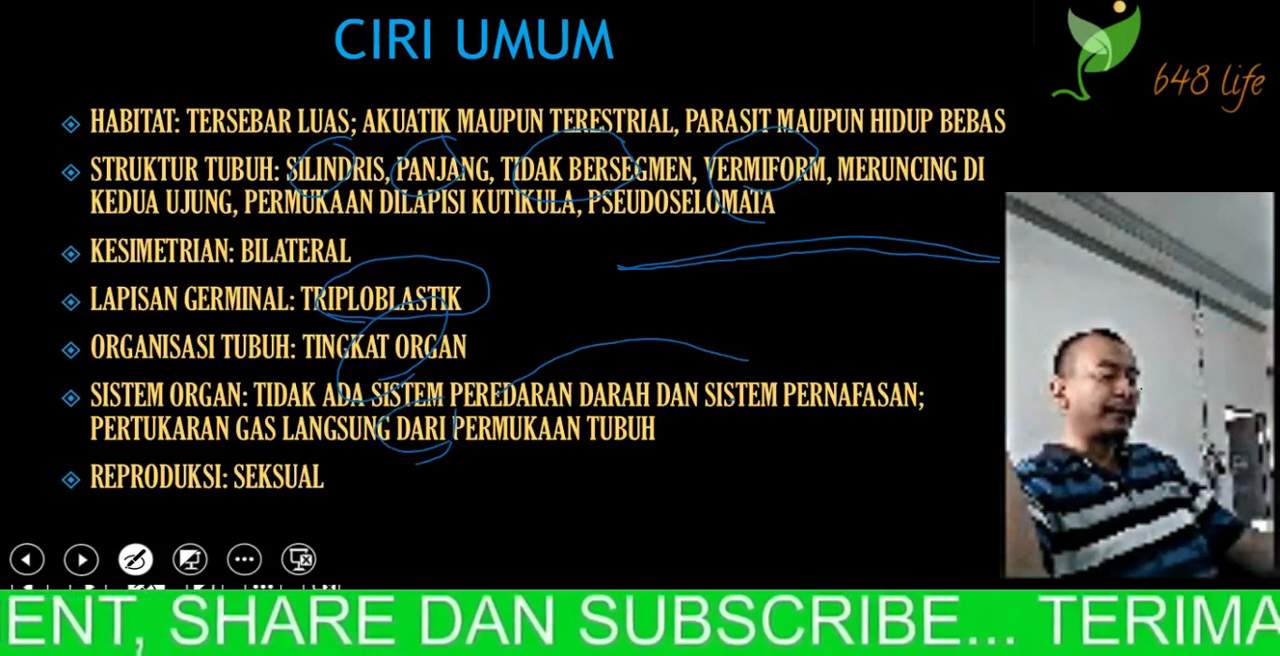 CIRI UMUM
648 life
HABITAT: TERSEBAR LUAS; AKUATIK MAUPUN TERESTRIAL, PARASIT MAUPUN HIDUP BEBAS
STRUKTUR TUBUH: SILINDRIS, PANJANG, TIDAK BERSEGMEN, VERMIFORM, MERUNCING DI
KEDUA UJUNG, PERMUKAAN DILAPISI KUTIKULA, PSEUDOSELOMATA
KESIMETRIAN: BILATERAL
LAPISAN GERMINAL: TRIPLOBLASTIK
ORGANISASI TUBUH: TINGKAT ORGAN
SISTEM ORGAN: TIDAK ADA SISTEM PEREDARAN DARAH DAN SISTEM PERNAFASAN;
PERTUKARAN GAS LANGSUNG DARI PERMUKAAN TUBUH
REPRODUKSI: SEKSUAL
ENT, SHARE DAN SUBSCRIBE... TERIMA